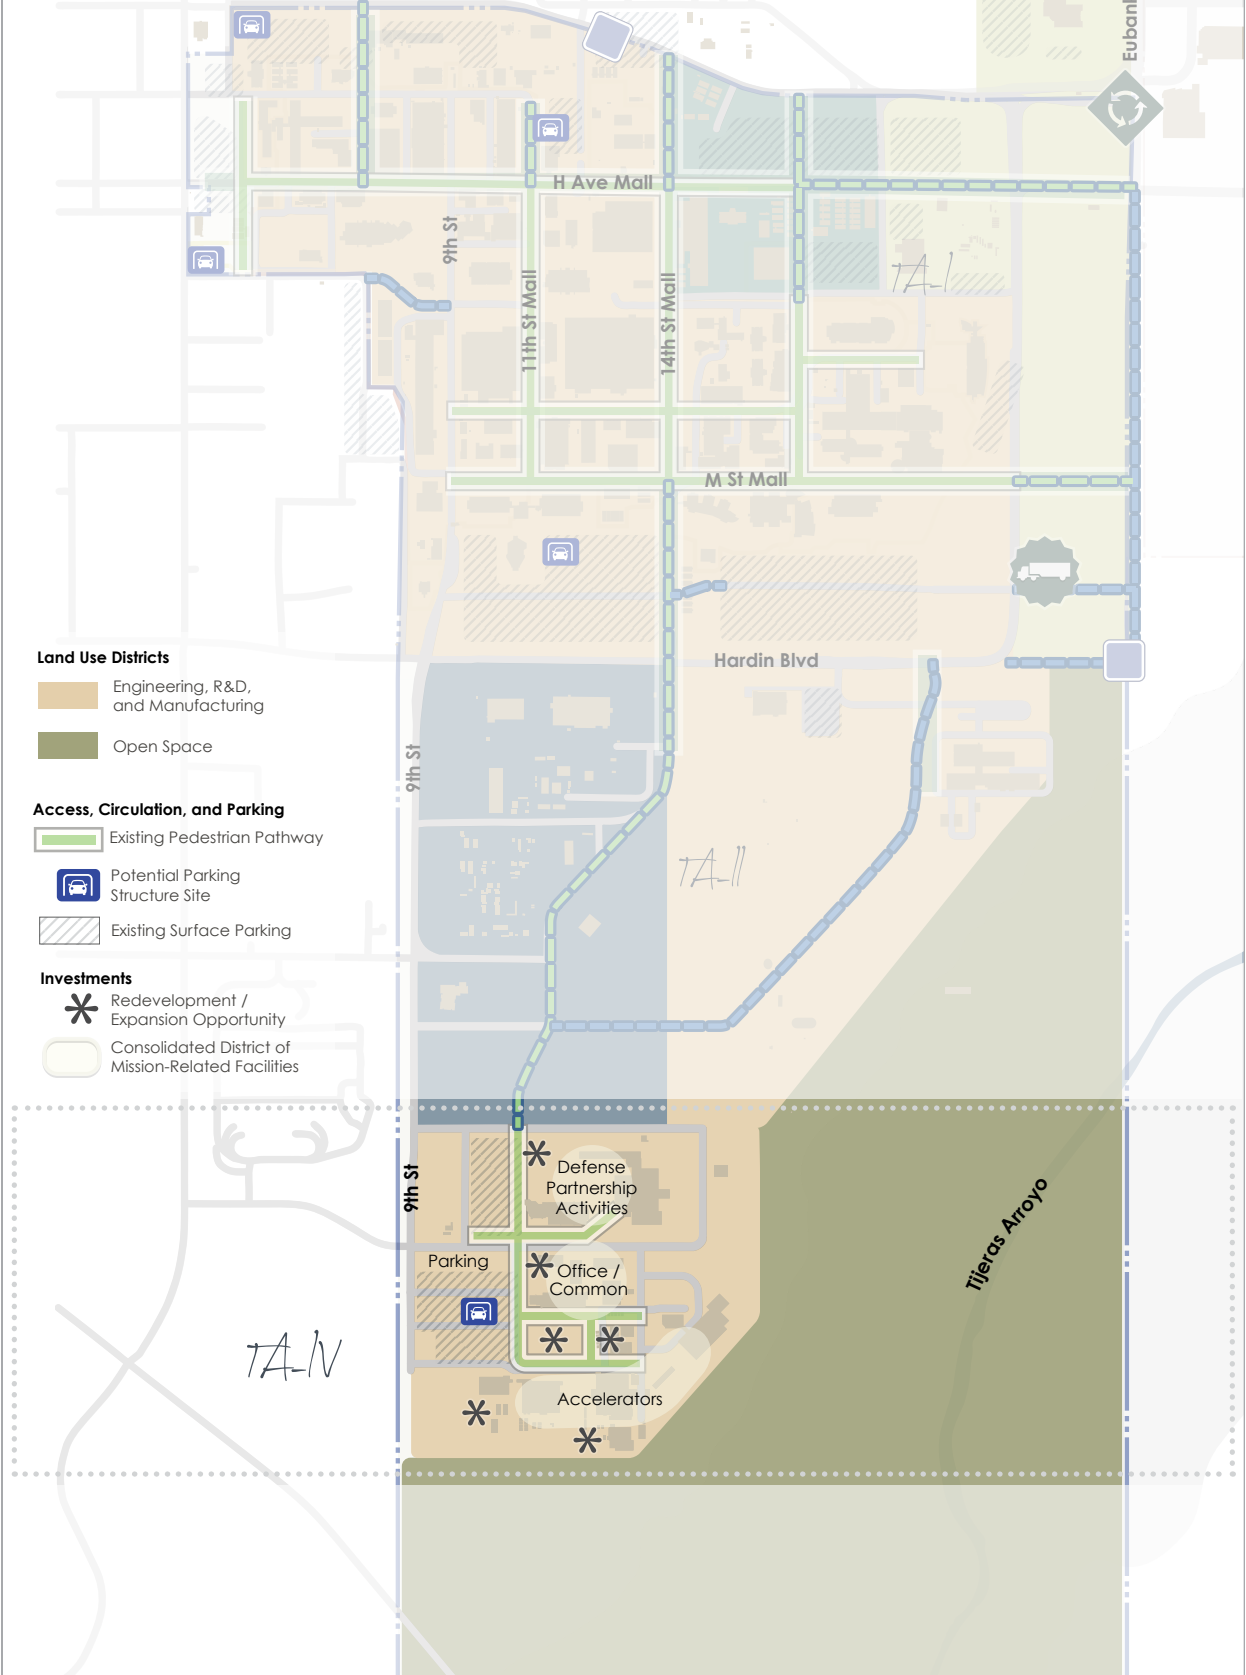 Eubank
H Ave Mall
9th St
TA-I
11th St Mall
14th St Mall
M St Mall
Hardin Blvd
Land Use Districts
Engineering, R&D,
and Manufacturing
Open Space
9th St
Access, Circulation, and Parking
Existing Pedestrian Pathway
TA-II
Potential Parking
Structure Site
Existing Surface Parking
Investments
Redevelopment /
Expansion Opportunity
Consolidated District of
Mission-Related Facilities
9th St
Defense
Partnership
Activities
Tijeras Arroyo
Parking
Office /
Common
TA-IV
Accelerators